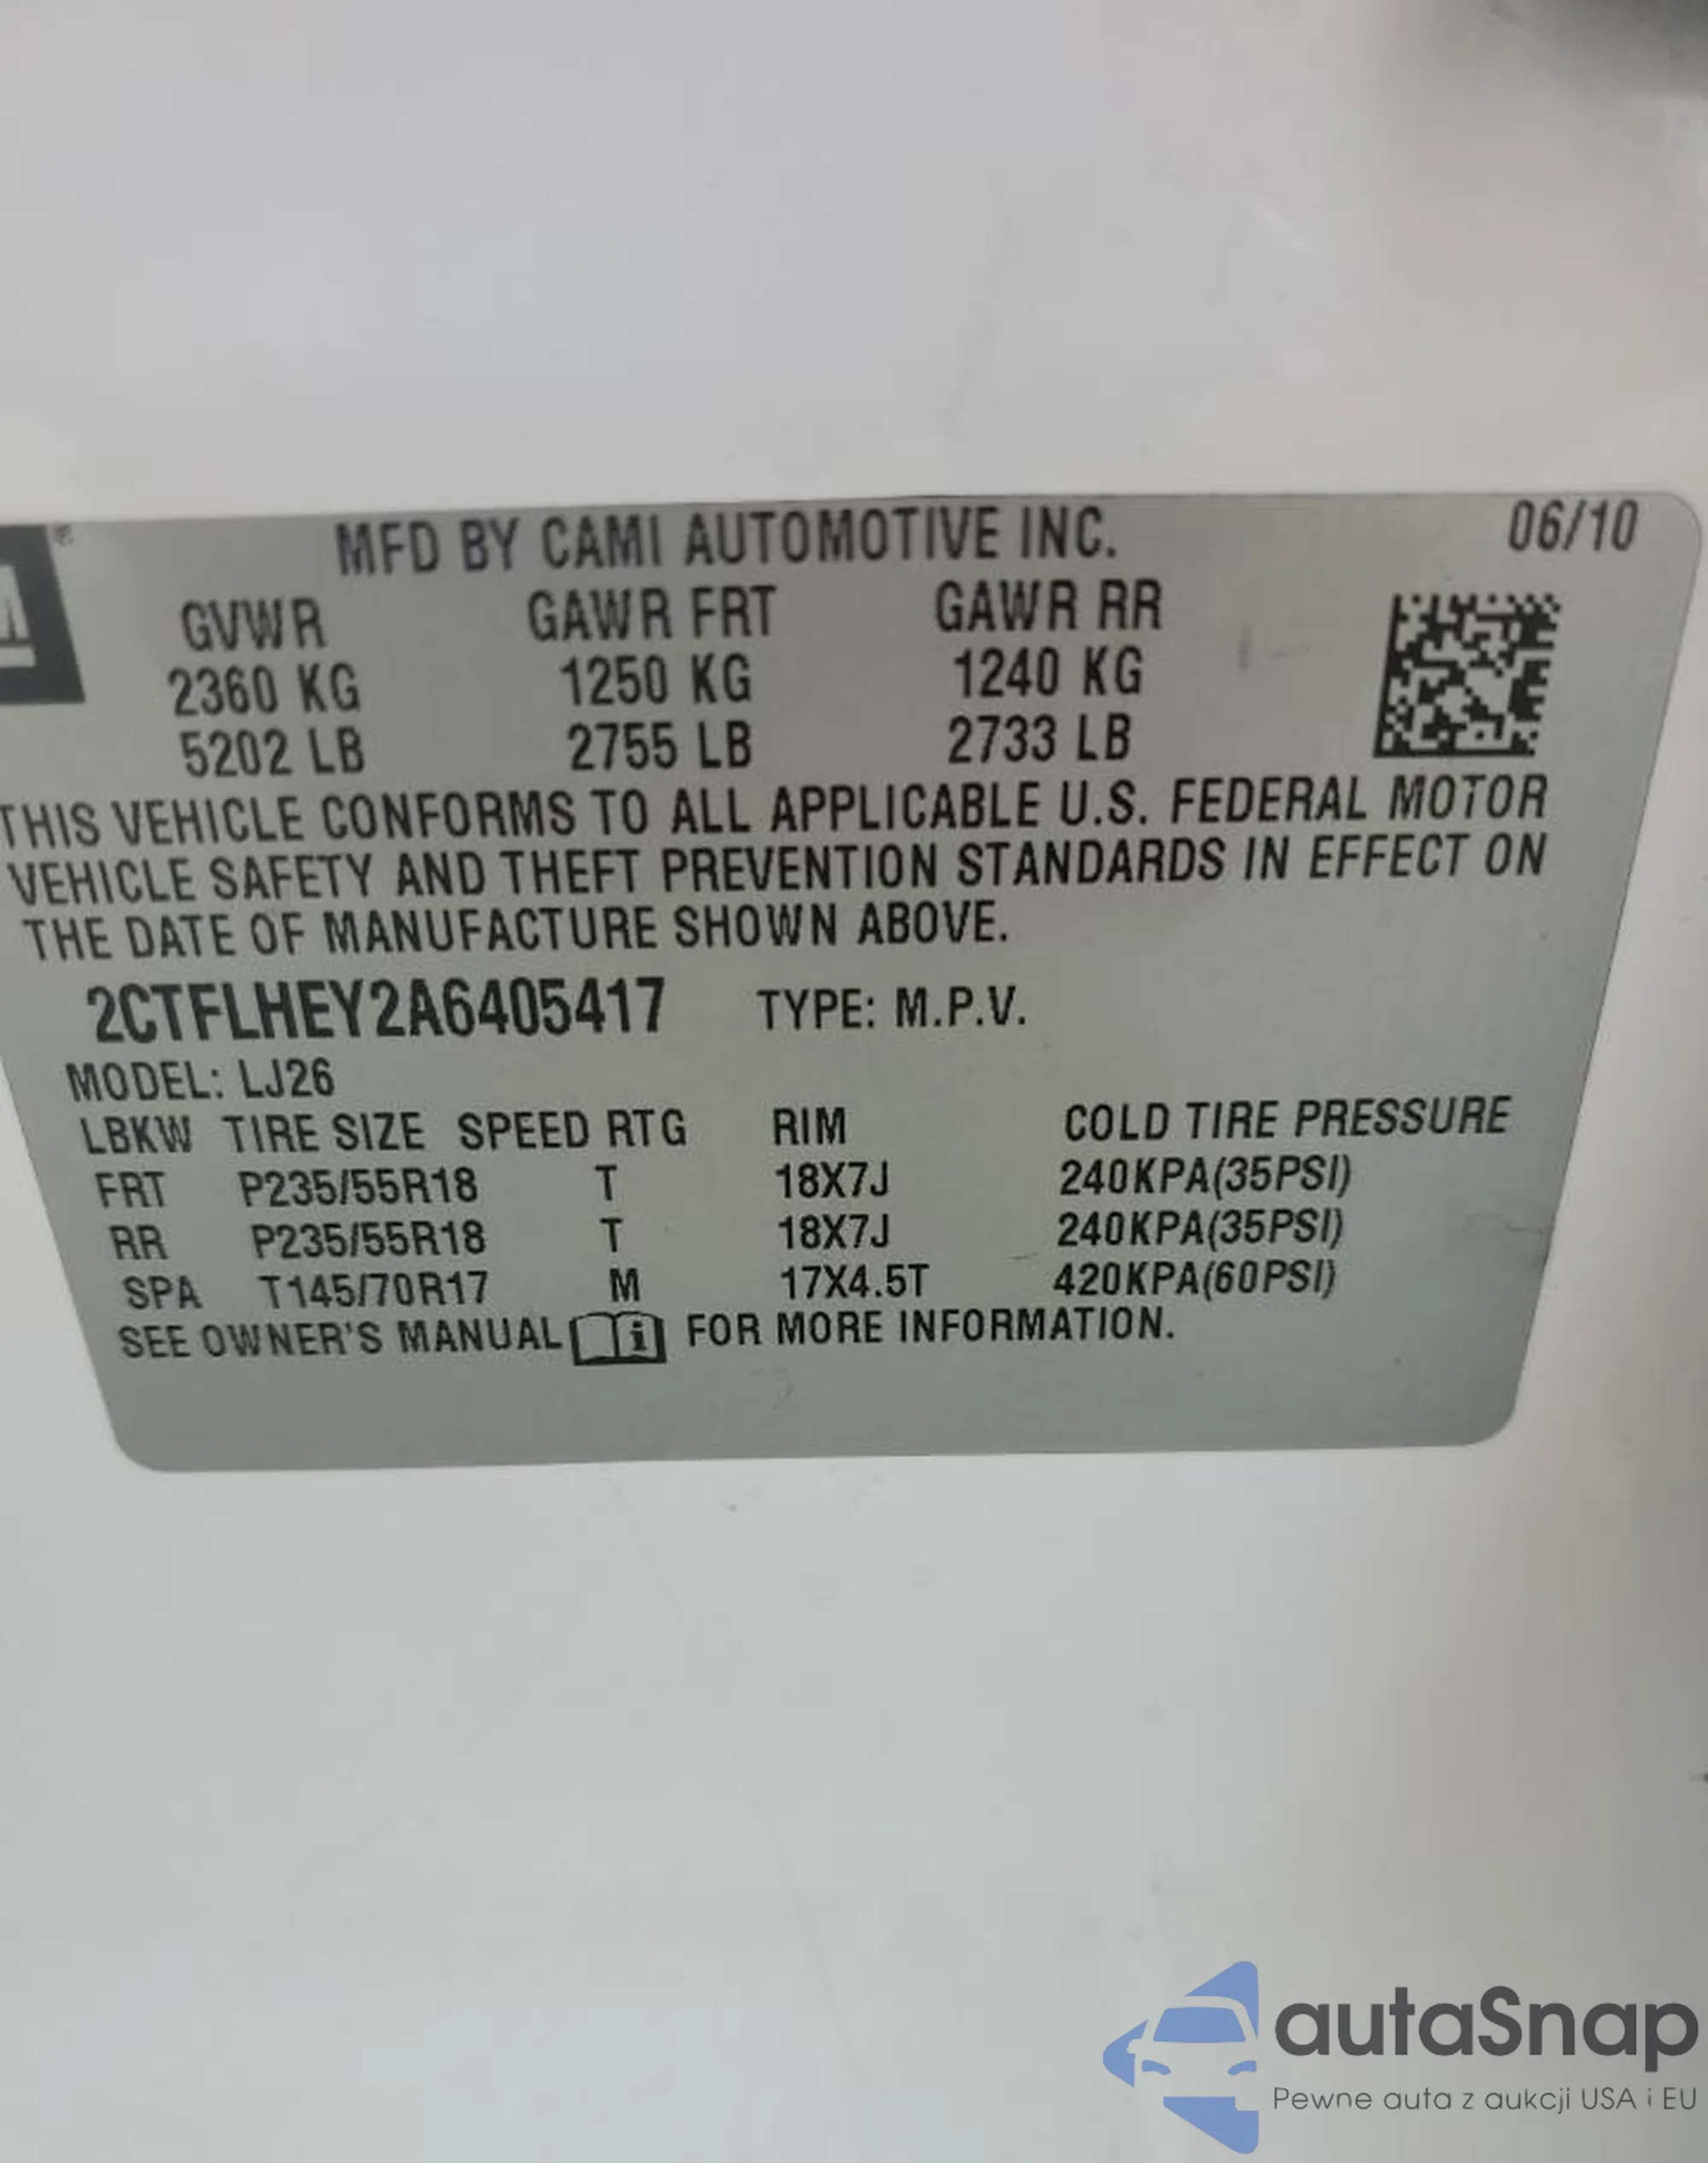 MFD BY CAMI AUTOMOTIVE INC. 06/10
GVWR GAWR FRT GAWR RR
2360 KG 1250 KG 1240 KG
5202 LB 2755 LB 2733 LB
THIS VEHICLE CONFORMS TO ALL APPLICABLE U.S. FEDERAL MOTOR
VEHICLE SAFETY AND THEFT PREVENTION STANDARDS IN EFFECT ON
THE DATE OF MANUFACTURE SHOWN ABOVE.
2CTFLHEY2A6405417 TYPE: M.P.V.
MODEL: LJ26
LBKW TIRE SIZE SPEED RTG RIM COLD TIRE PRESSURE
FRT P235/55R18 T 18X7J 240KPA(35PSI)
RR P235/55R18 T 18X7J 240KPA(35PSI)
SPA T145/70R17 M 17X4.5T 420KPA(60PSI)
SEE OWNER'S MANUAL i FOR MORE INFORMATION.
autaSnap
Pewne auta z aukcji USA i EU